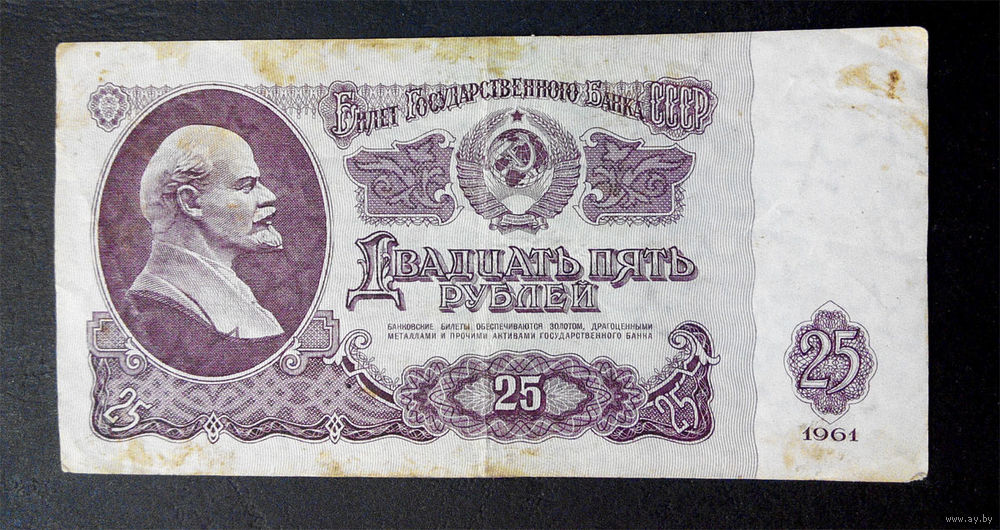 Билет Государственного Банка СССР
Двадцать пять
рублей
БАНКОВСКИЕ БИЛЕТЫ ОБЕСПЕЧИВАЮТСЯ ЗОЛОТОМ, ДРАГОЦЕННЫМИ
МЕТАЛЛАМИ И ПРОЧИМИ АКТИВАМИ ГОСУДАРСТВЕННОГО БАНКА
25
25
25
25
1961
www.ay.by